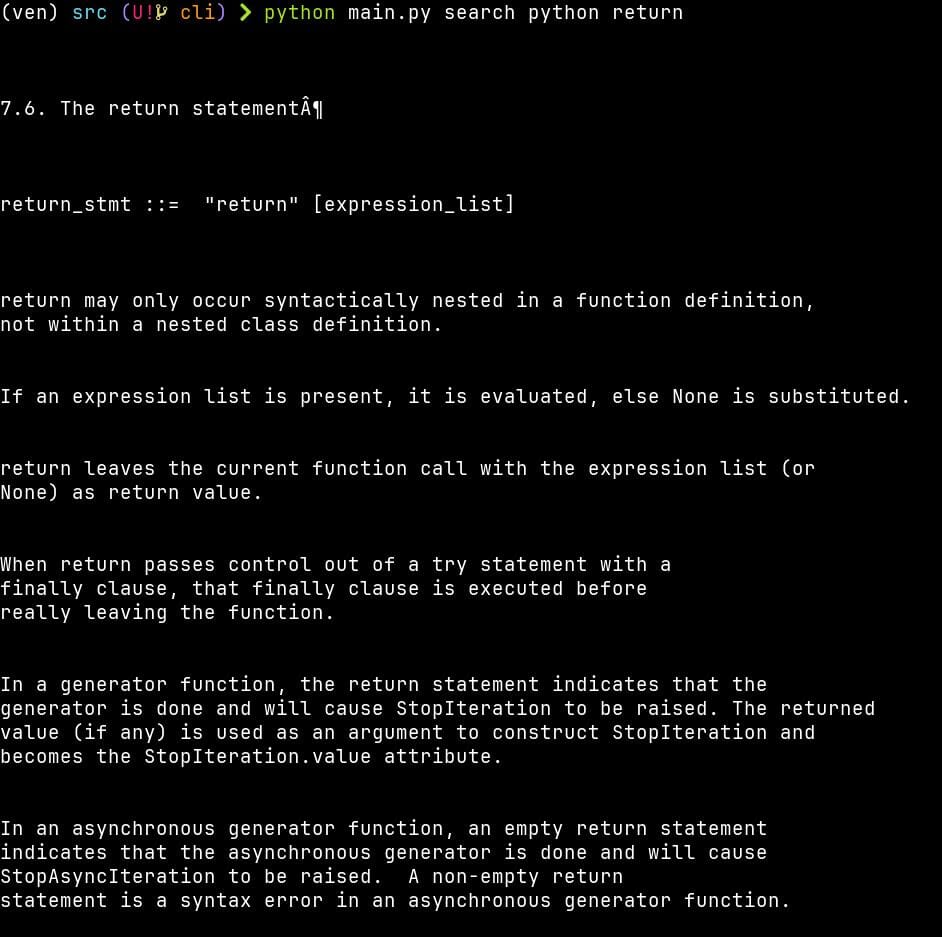 (ven) src (U! cli) ❯ python main.py search python return
7.6. The return statementÂ¶
return_stmt ::=  "return" [expression_list]
return may only occur syntactically nested in a function definition,
not within a nested class definition.
If an expression list is present, it is evaluated, else None is substituted.
return leaves the current function call with the expression list (or
None) as return value.
When return passes control out of a try statement with a
finally clause, that finally clause is executed before
really leaving the function.
In a generator function, the return statement indicates that the
generator is done and will cause StopIteration to be raised. The returned
value (if any) is used as an argument to construct StopIteration and
becomes the StopIteration.value attribute.
In an asynchronous generator function, an empty return statement
indicates that the asynchronous generator is done and will cause
StopAsyncIteration to be raised.  A non-empty return
statement is a syntax error in an asynchronous generator function.